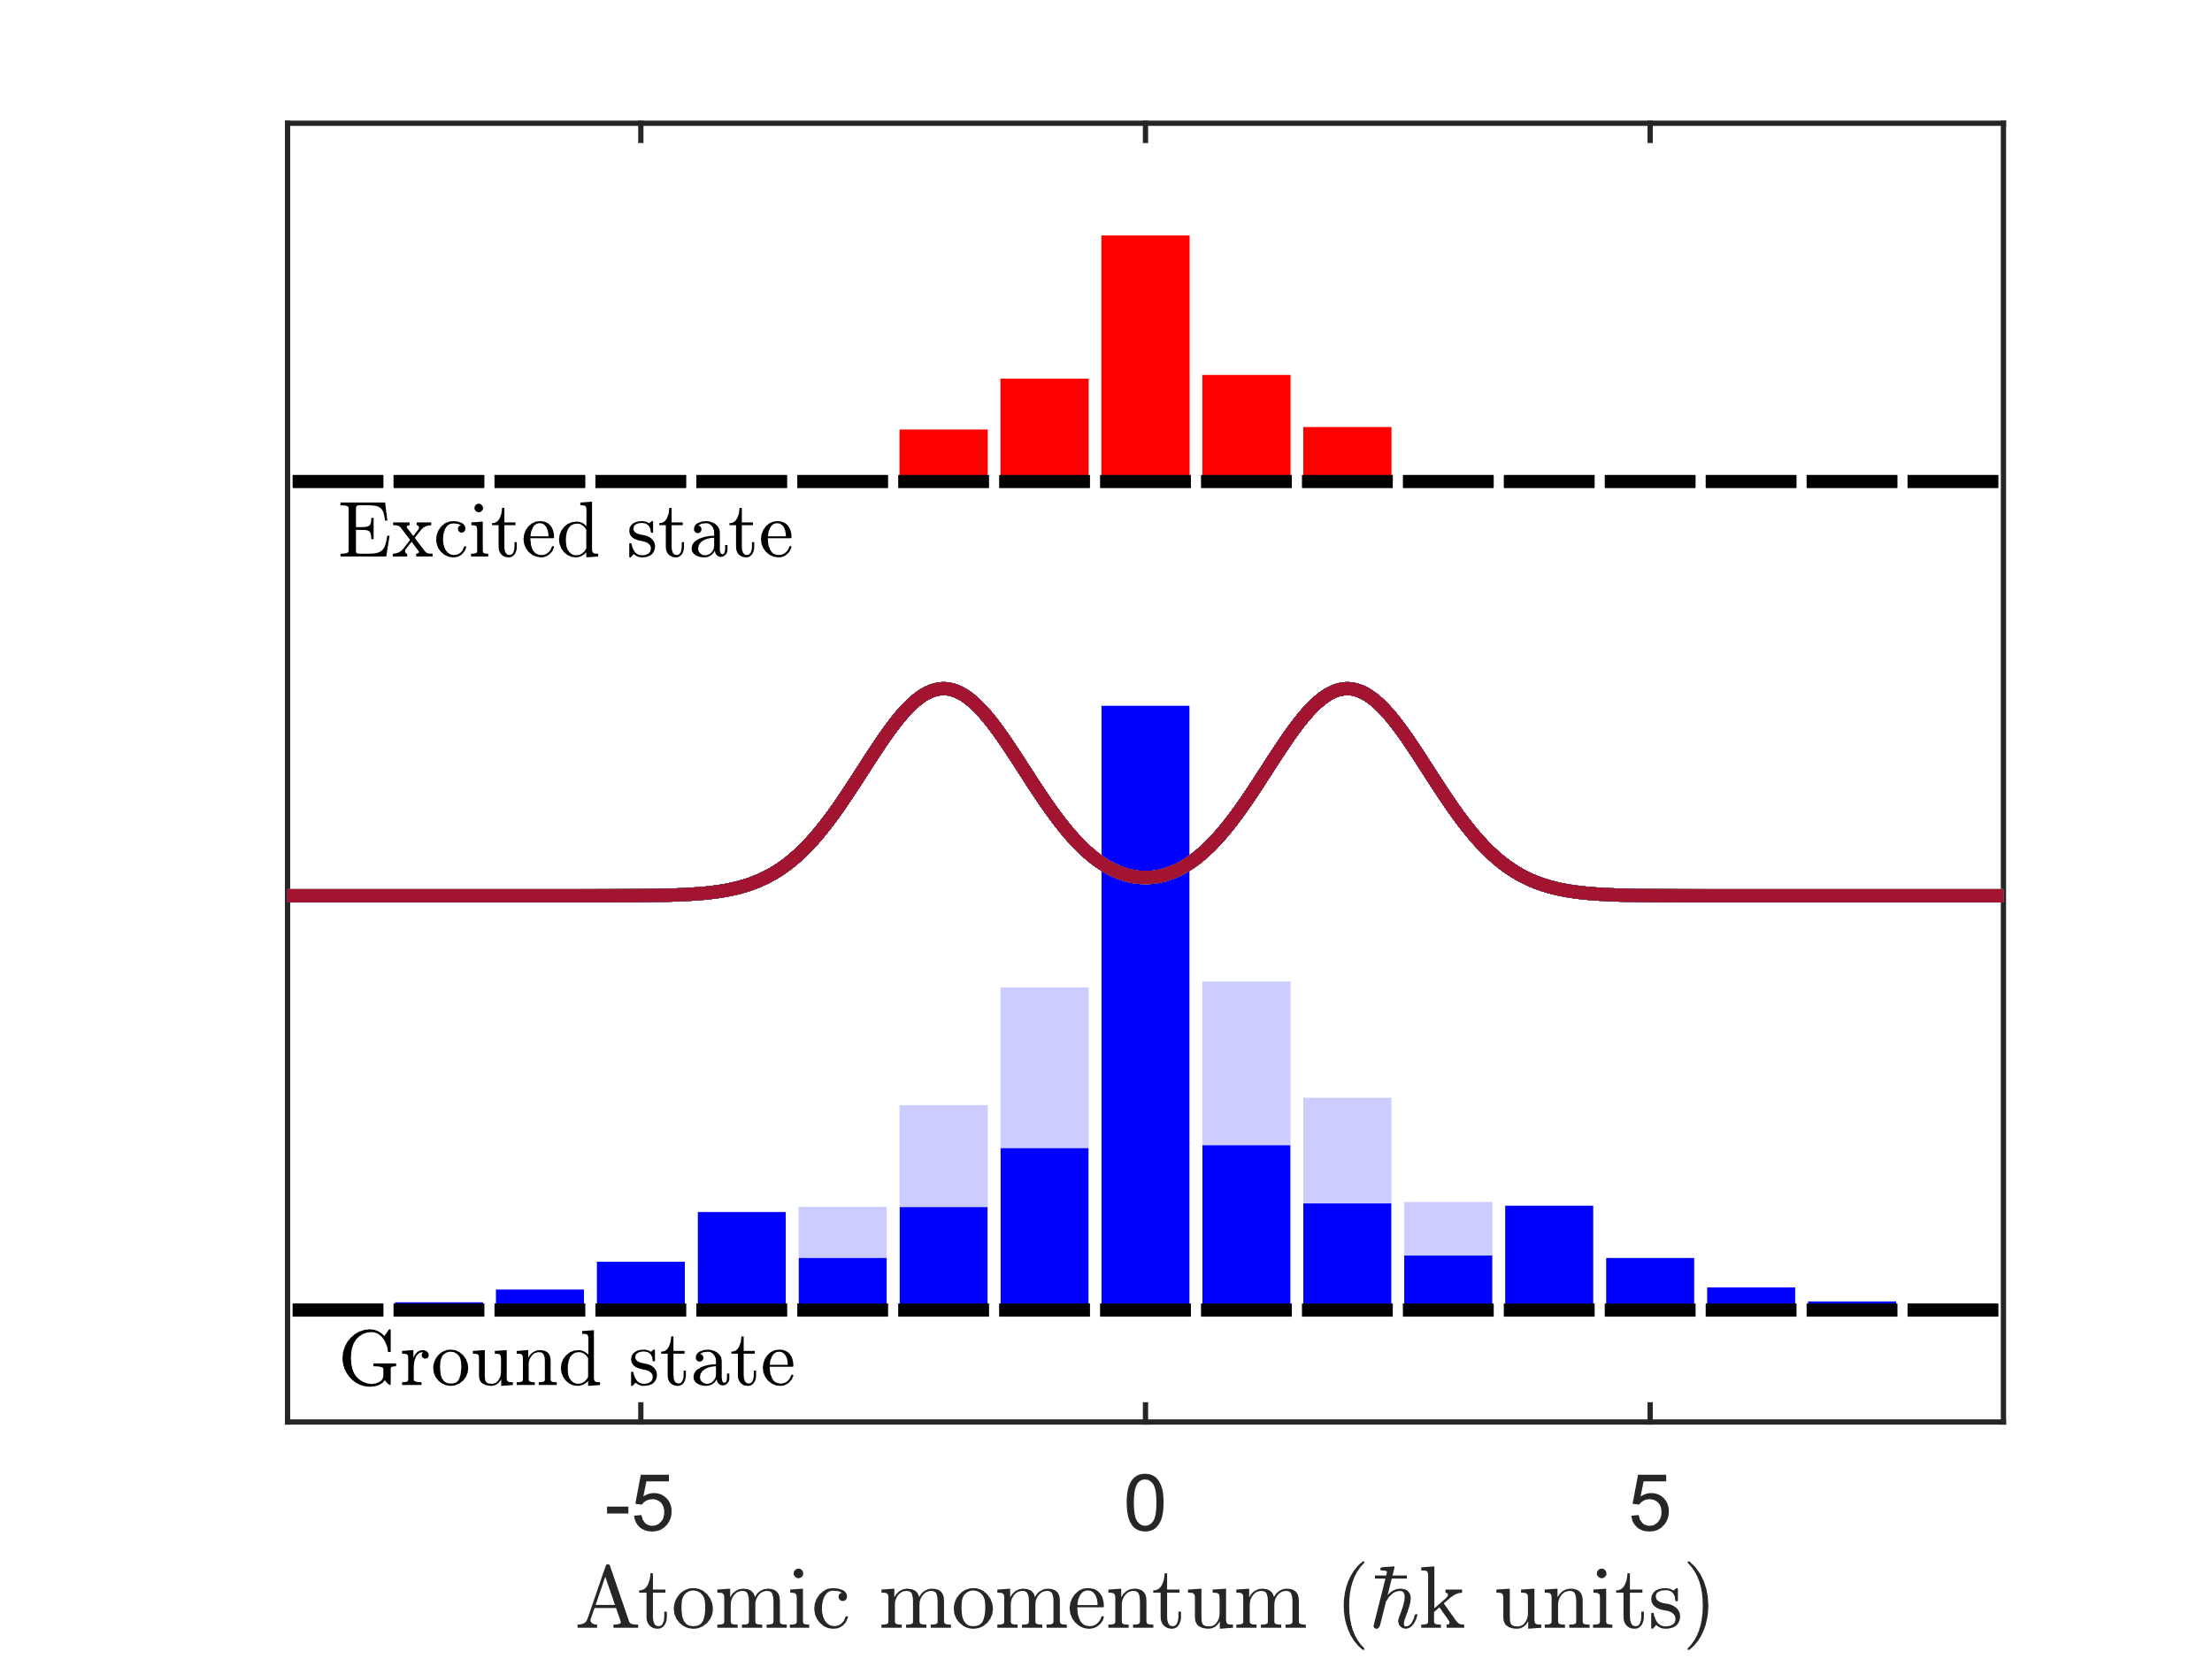 Excited state
Ground state
-5 0 5
Atomic momentum (ℏk units)